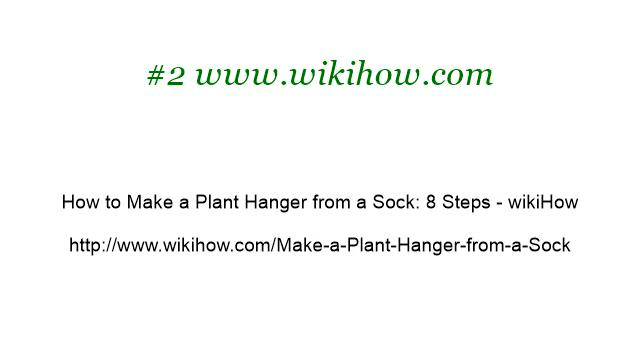 #2 www.wikihow.com
How to Make a Plant Hanger from a Sock: 8 Steps - wikiHow
http://www.wikihow.com/Make-a-Plant-Hanger-from-a-Sock